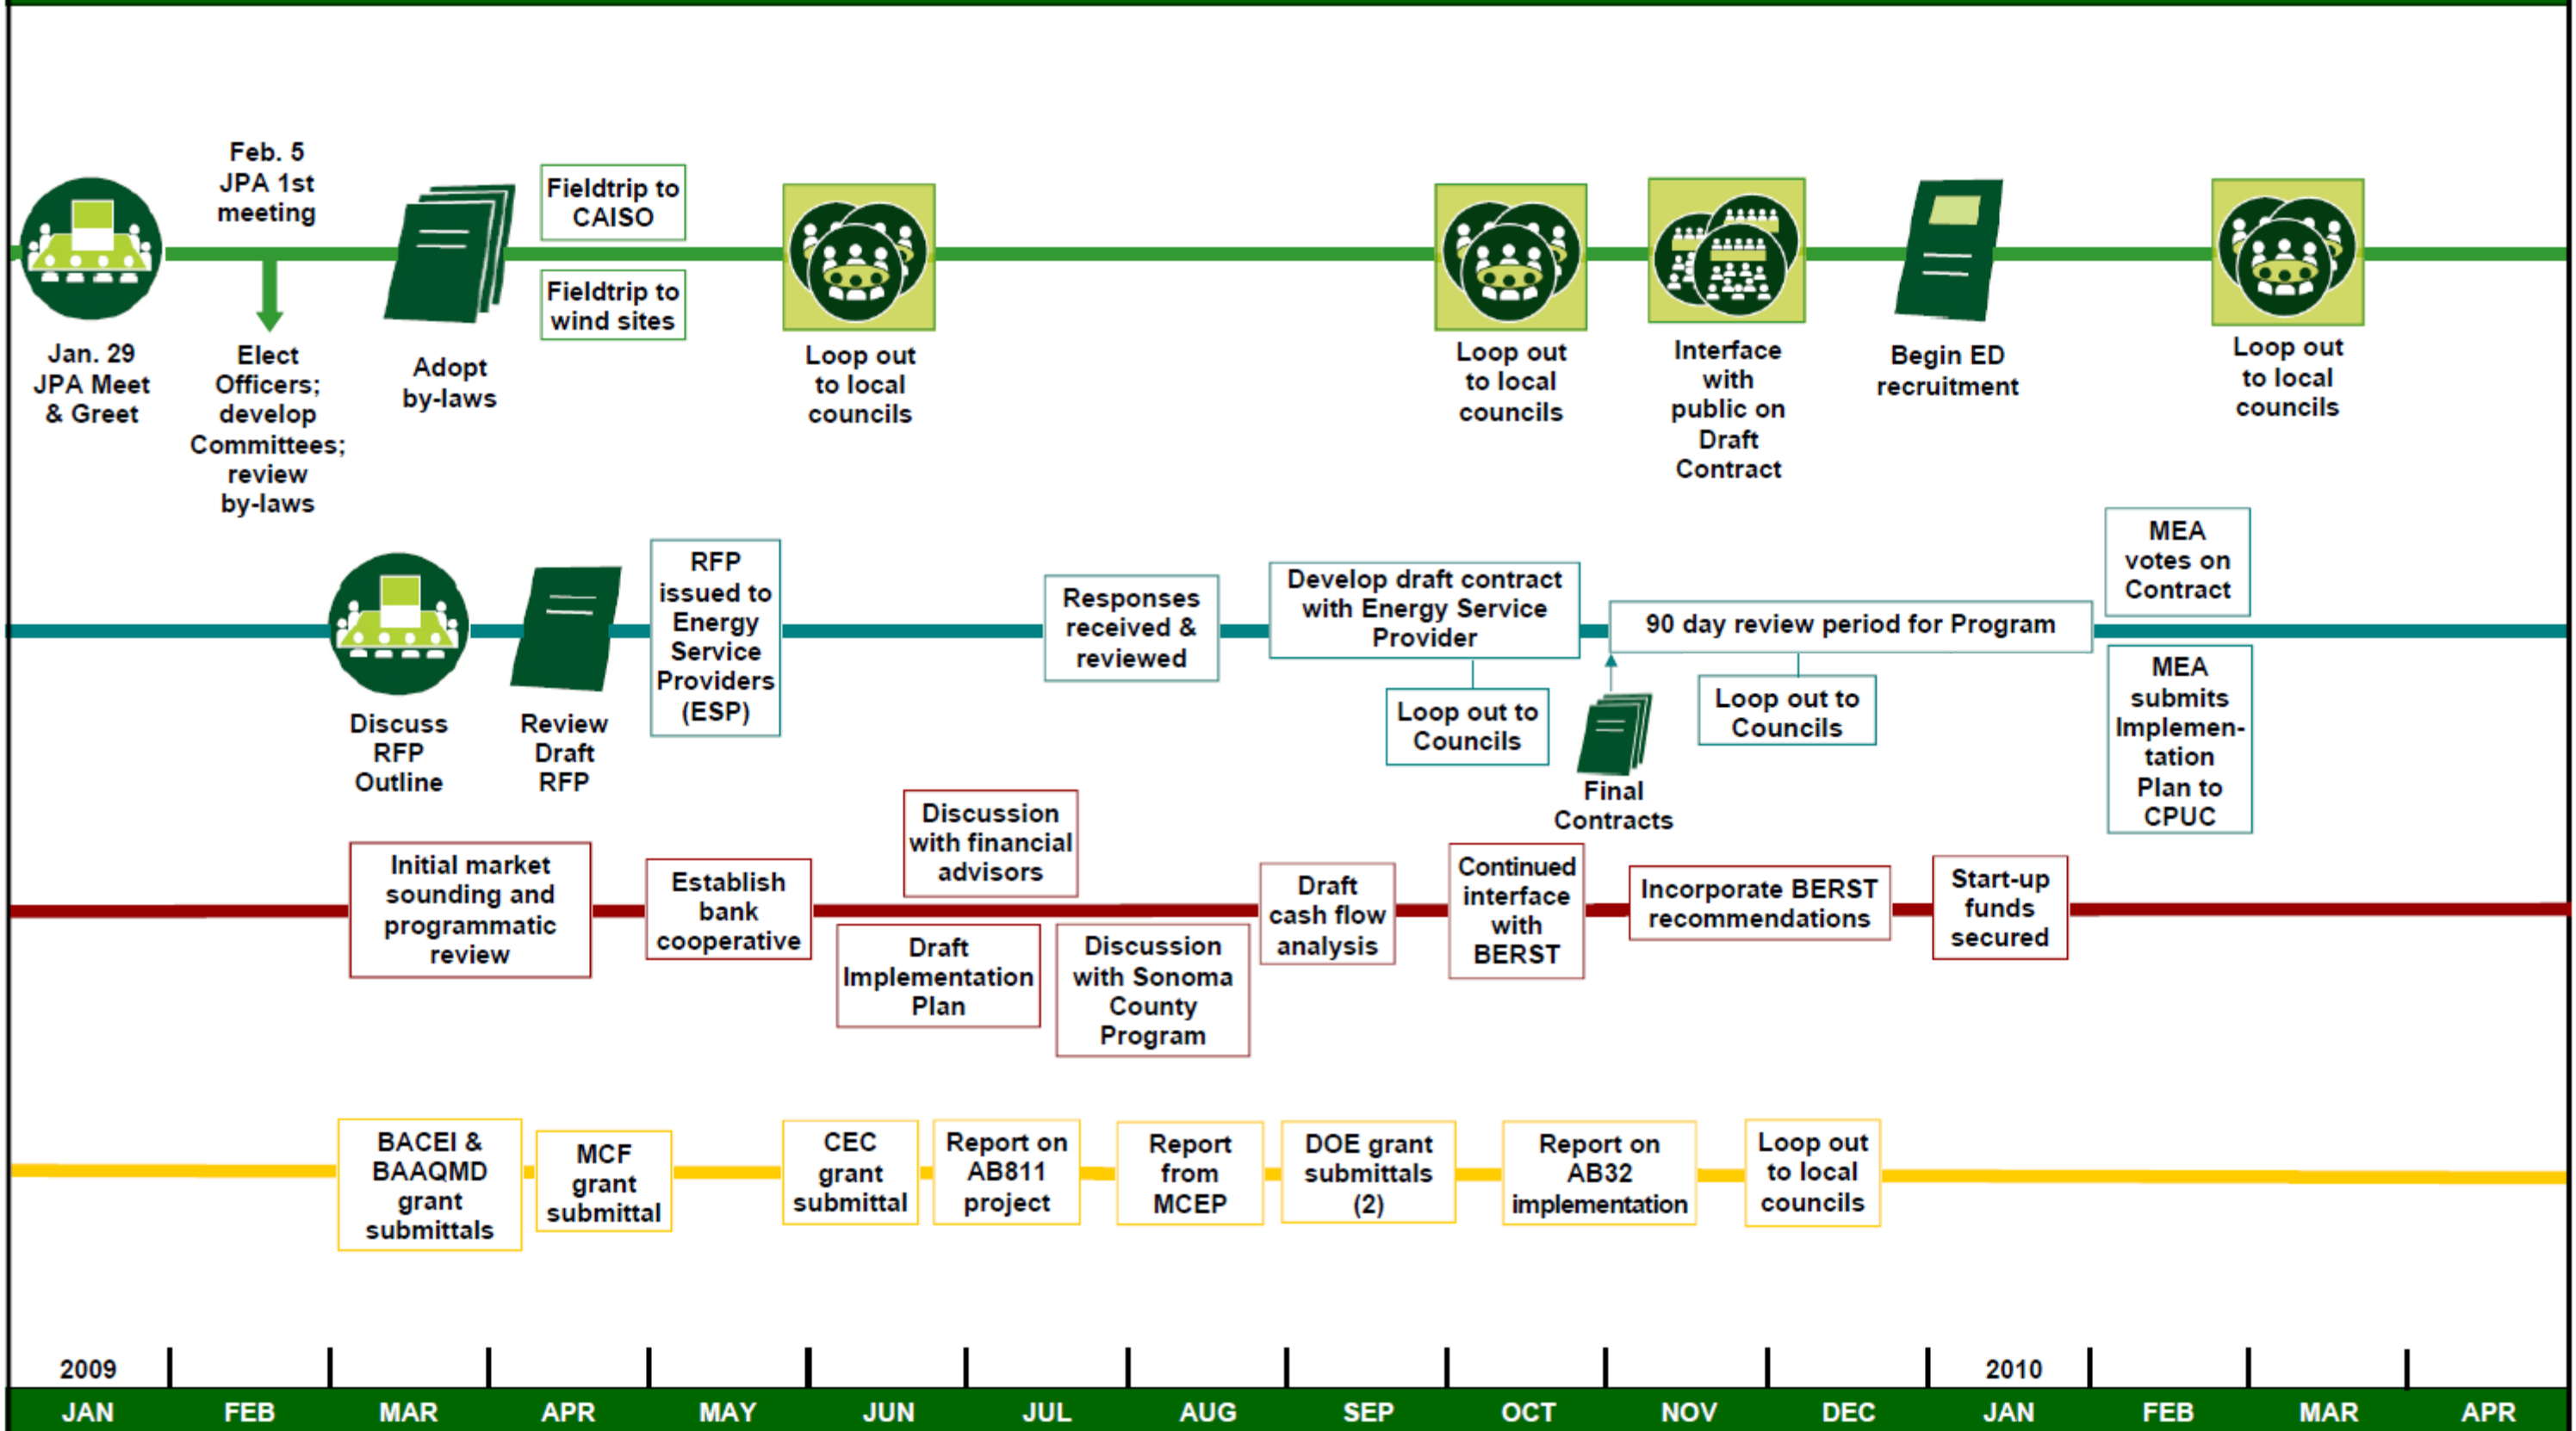 Feb. 5
JPA 1st
meeting
Fieldtrip to
CAISO
Fieldtrip to
wind sites
Jan. 29
JPA Meet
& Greet
Elect
Officers;
develop
Committees;
review
by-laws
Adopt
by-laws
Loop out
to local
councils
Loop out
to local
councils
Interface
with
public on
Draft
Contract
Begin ED
recruitment
Loop out
to local
councils
Discuss
RFP
Outline
Review
Draft
RFP
RFP
issued to
Energy
Service
Providers
(ESP)
Responses
received &
reviewed
Develop draft contract
with Energy Service
Provider
Loop out to
Councils
Final
Contracts
90 day review period for Program
Loop out to
Councils
MEA
votes on
Contract
MEA
submits
Implemen-
tation
Plan to
CPUC
Initial market
sounding and
programmatic
review
Establish
bank
cooperative
Discussion
with financial
advisors
Draft
Implementation
Plan
Discussion
with Sonoma
County
Program
Draft
cash flow
analysis
Continued
interface
with
BERST
Incorporate BERST
recommendations
Start-up
funds
secured
BACEI &
BAAQMD
grant
submittals
MCF
grant
submittal
CEC
grant
submittal
Report on
AB811
project
Report
from
MCEP
DOE grant
submittals
(2)
Report on
AB32
implementation
Loop out
to local
councils
2009
2010
JAN FEB MAR APR MAY JUN JUL AUG SEP OCT NOV DEC JAN FEB MAR APR